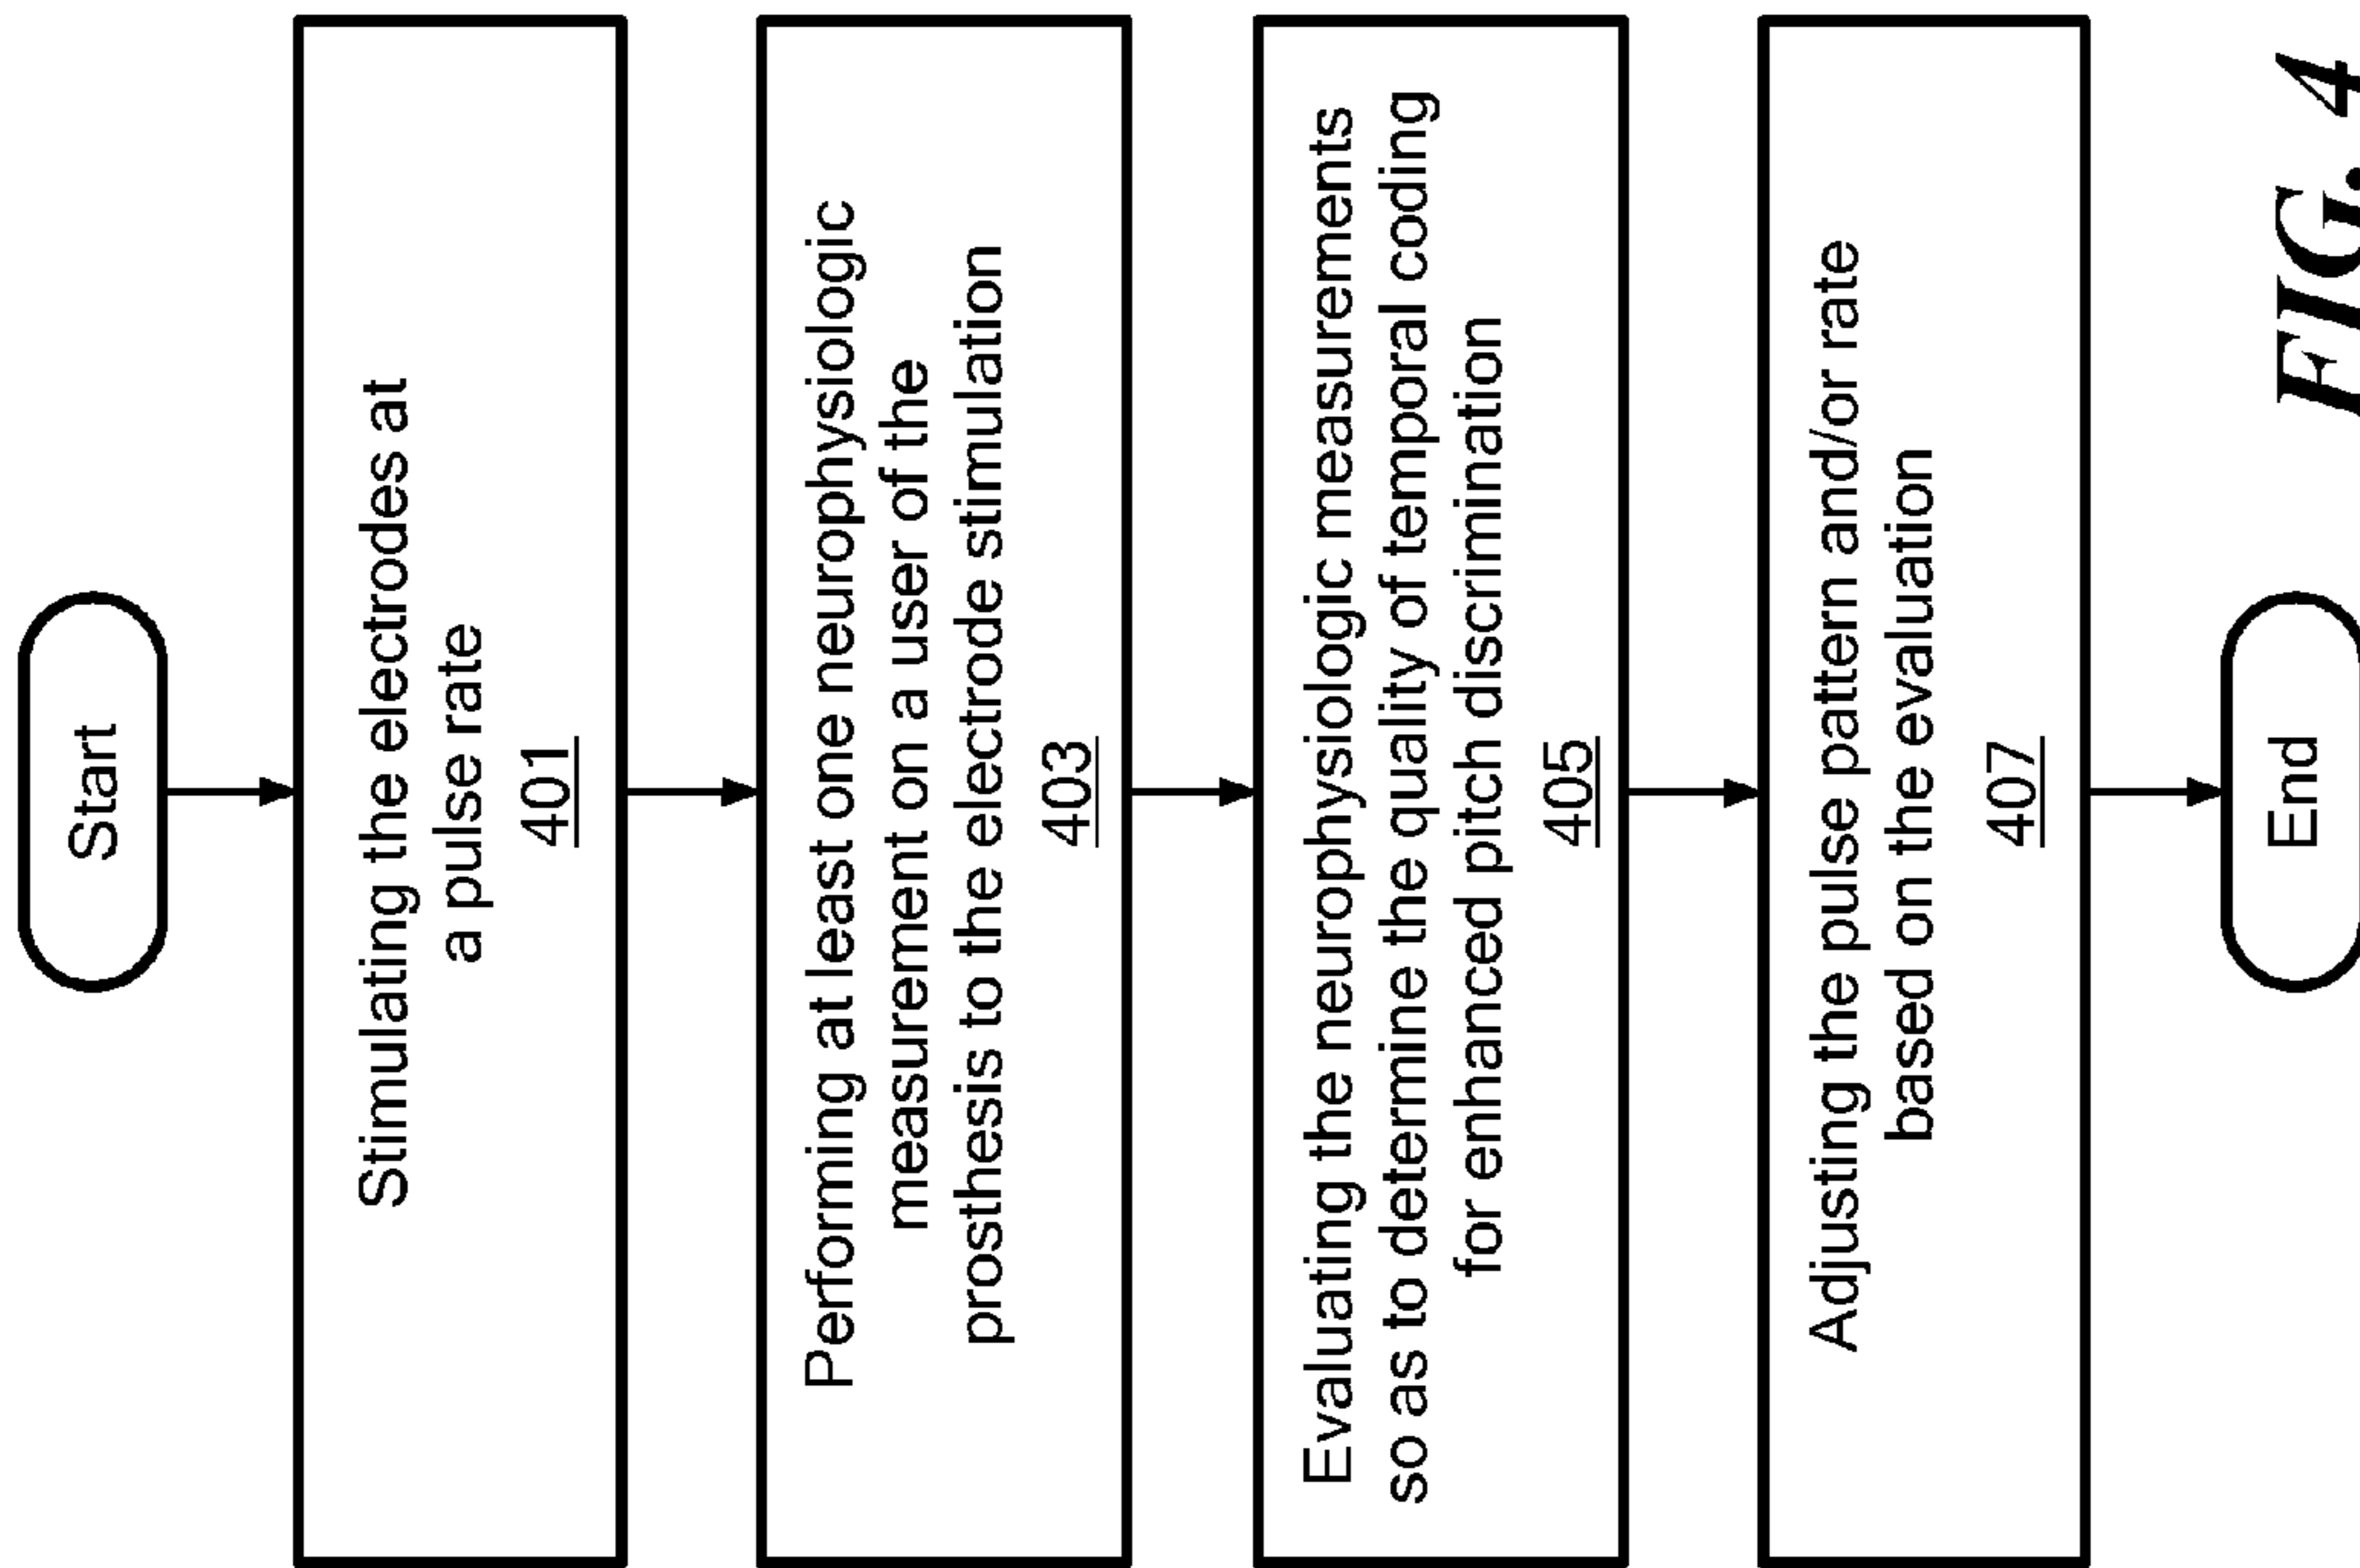 Start
Stimulating the electrodes at
a pulse rate
401
Performing at least one neurophysiologic
measurement on a user of the
prosthesis to the electrode stimulation
403
Evaluating the neurophysiologic measurements
so as to determine the quality of temporal coding
for enhanced pitch discrimination
405
Adjusting the pulse pattern and/or rate
based on the evaluation
407
End
FIG. 4